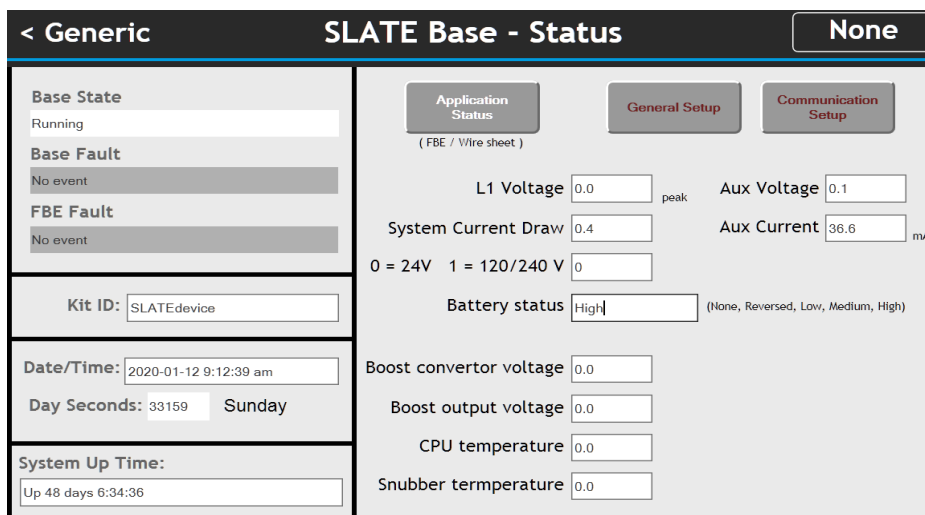 < Generic
SLATE Base - Status
None
Base State
Running
Base Fault
No event
FBE Fault
No event
Kit ID: SLATEdevice
Date/Time: 2020-01-12 9:12:39 am
Day Seconds: 33159 Sunday
System Up Time:
Up 48 days 6:34:36
Application
Status
( FBE / Wire sheet )
General Setup
Communication
Setup
L1 Voltage 0.0 peak Aux Voltage 0.1
System Current Draw 0.4 Aux Current 36.6
0 = 24V 1 = 120/240 V 0
Battery status High (None, Reversed, Low, Medium, High)
Boost convertor voltage 0.0
Boost output voltage 0.0
CPU temperature 0.0
Snubber termperature 0.0